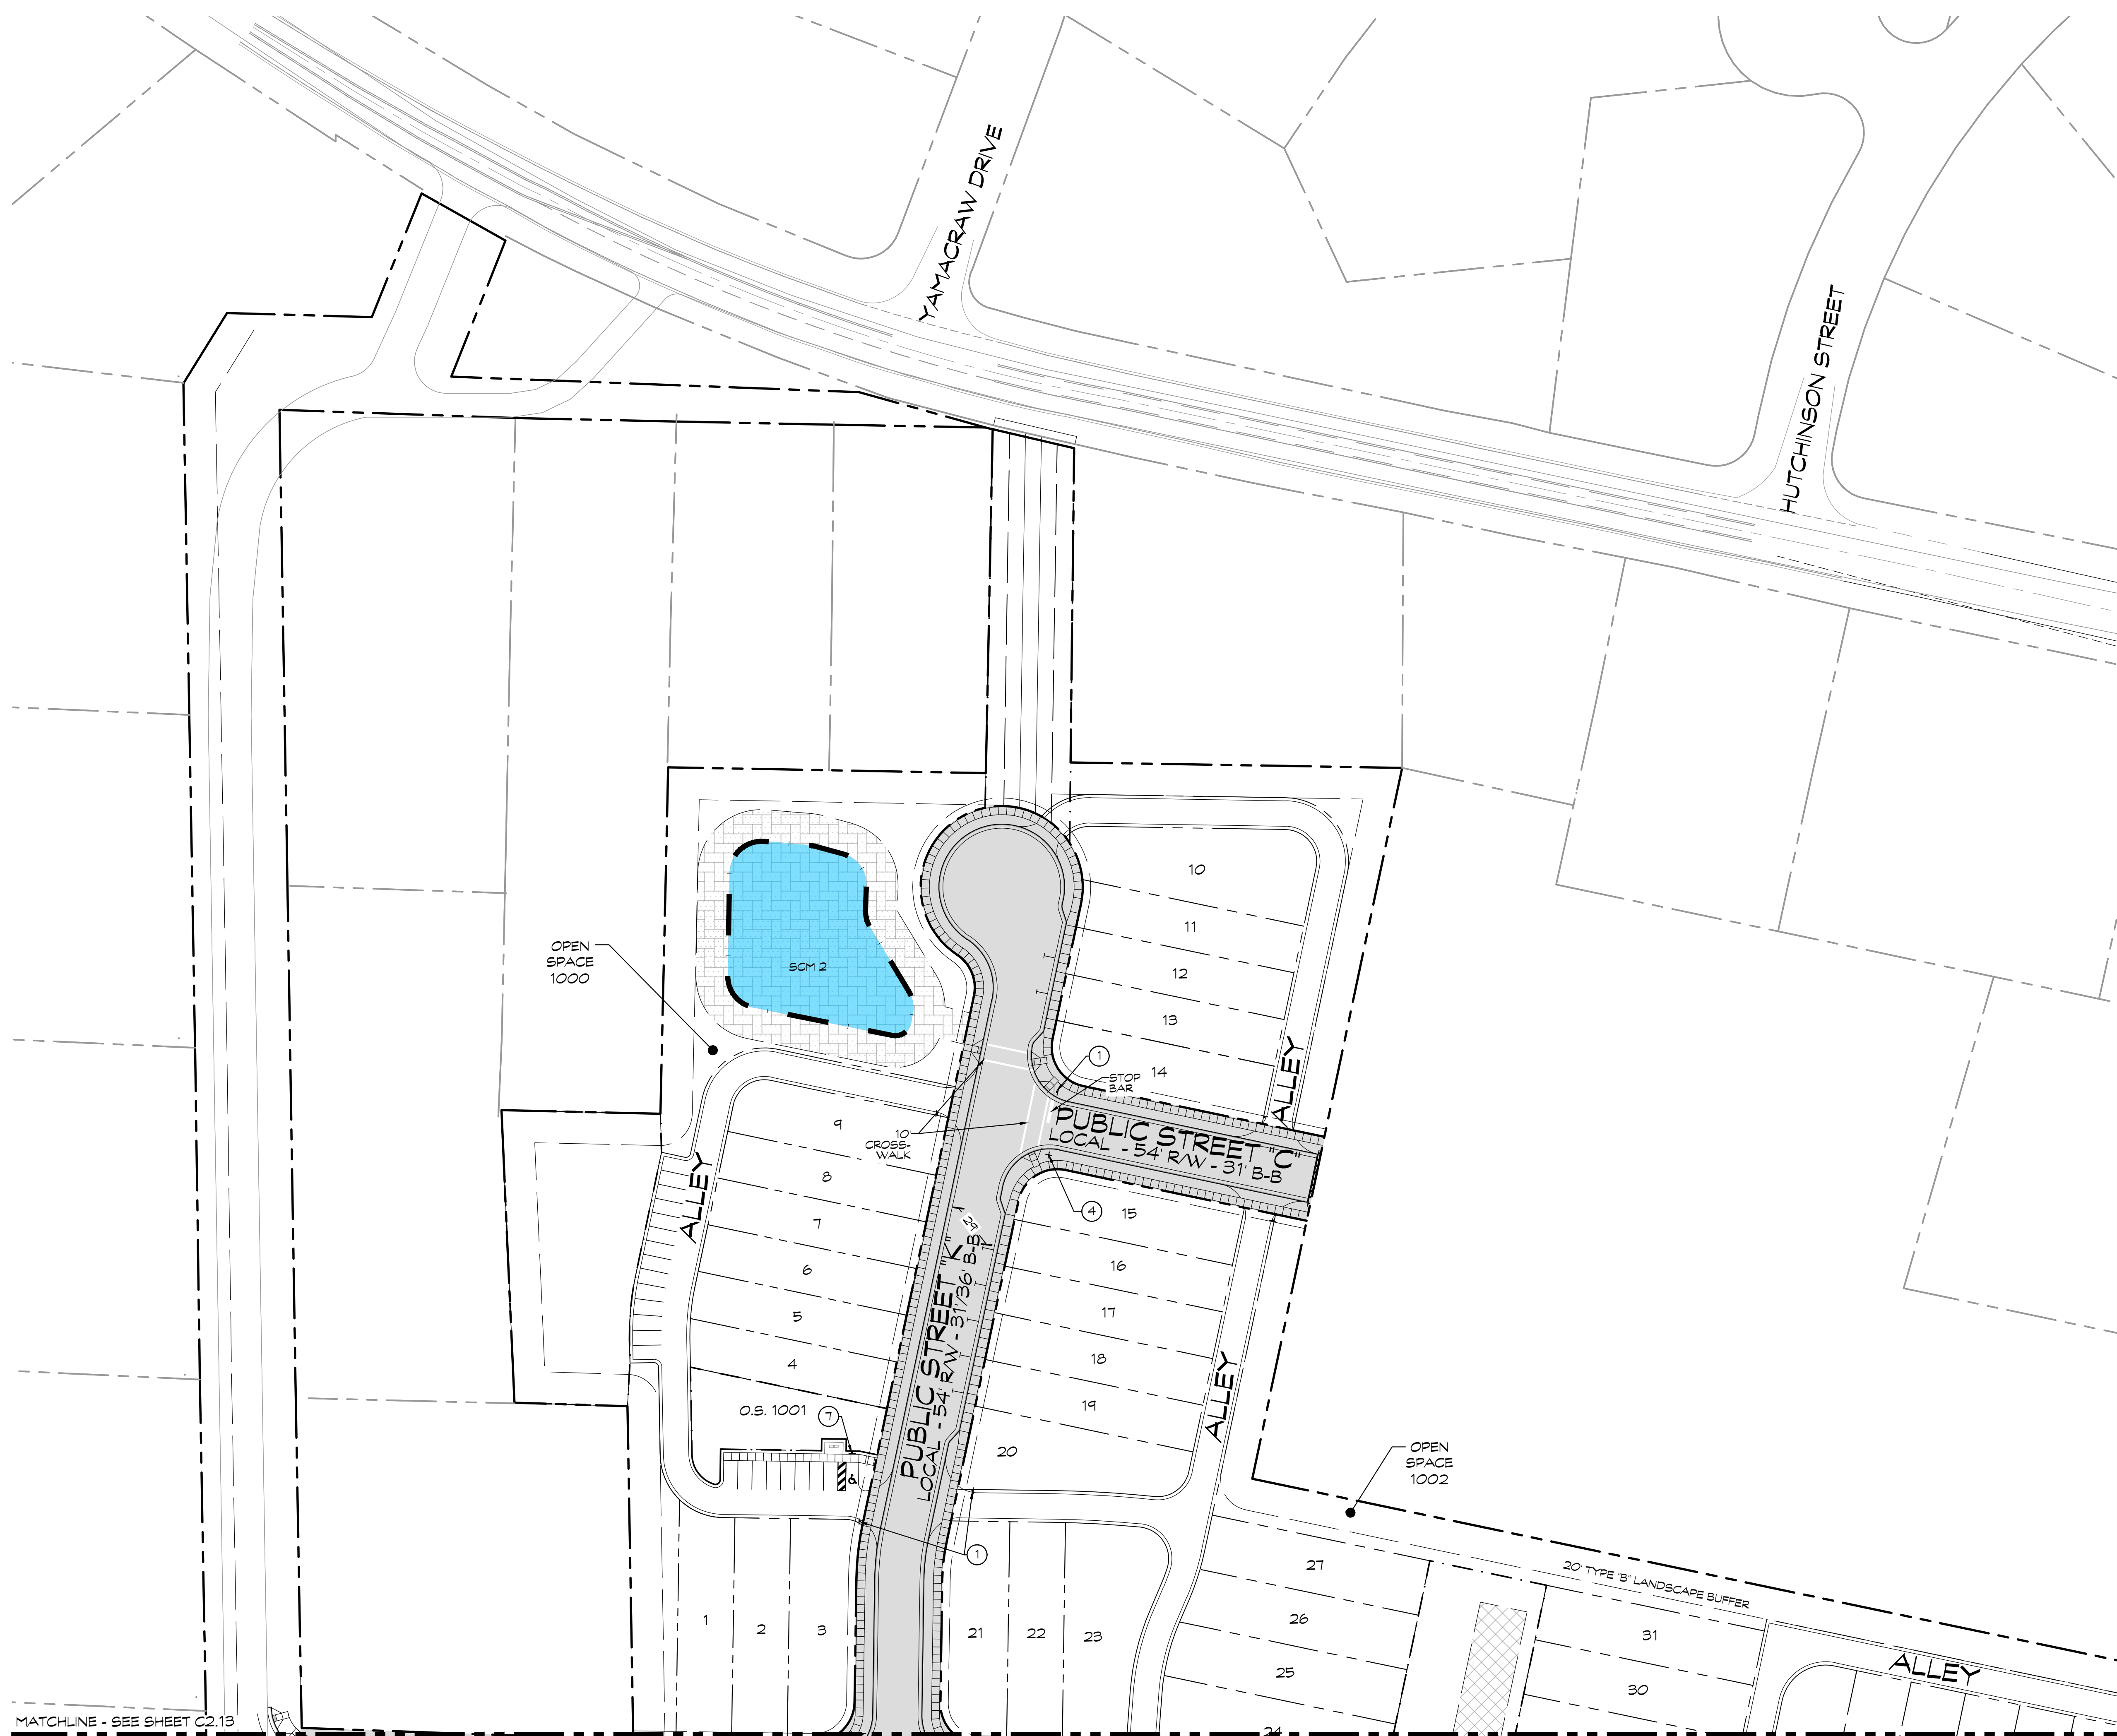 YAMACRAW DRIVE
HUTCHINSON STREET
10
11
12
13
14
SCM 2
OPEN
SPACE
1000
ALLEY
1
STOP
BAR
PUBLIC STREET "C"
LOCAL - 54' R/W - 31' B-B
10'
CROSS-
WALK
9
8
7
6
5
4
ALLEY
4
15
16
17
18
19
20
29'
PUBLIC STREET "K"
LOCAL - 54' R/W - 31'/36' B-B
ALLEY
O.S. 1001
7
OPEN
SPACE
1002
1
1
2
3
21
22
23
27
26
25
24
20' TYPE "B" LANDSCAPE BUFFER
31
30
ALLEY
MATCHLINE - SEE SHEET C2.13